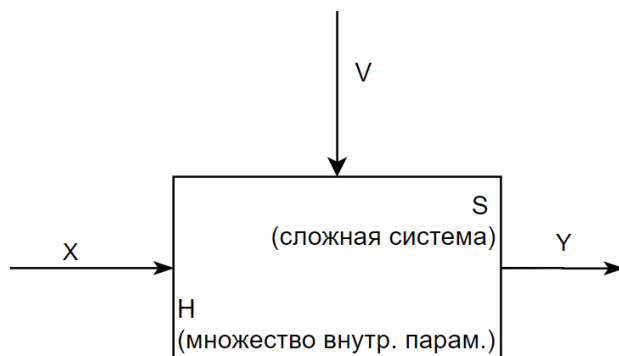 V
S
(сложная система)
X
Y
H
(множество внутр. парам.)